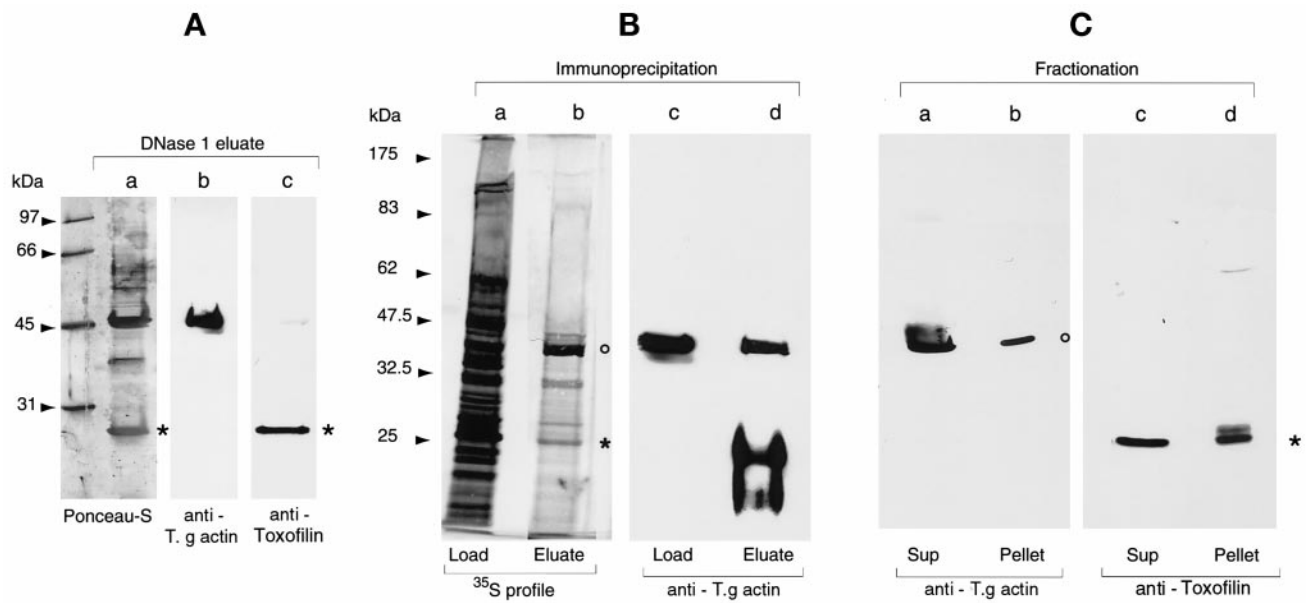 A
B
C
DNase 1 eluate
kDa
a
b
c
97
66
45
31
*
*
Ponceau-S
anti -
T. g actin
anti -
Toxofilin
Immunoprecipitation
kDa
a
b
c
d
175
83
62
47.5
32.5
25
*
Load
Eluate
Load
Eluate
35S profile
anti - T.g actin
Fractionation
a
b
c
d
*
Sup
Pellet
Sup
Pellet
anti - T.g actin
anti - Toxofilin